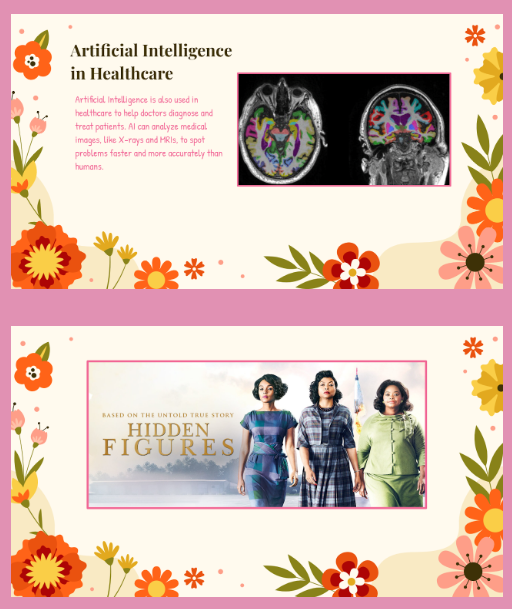 Artificial Intelligence
in Healthcare
Artificial Intelligence is also used in
healthcare to help doctors diagnose and
treat patients. AI can analyze medical
images, like X-rays and MRIs, to spot
problems faster and more accurately than
humans.
BASED ON THE UNTOLD TRUE STORY
HIDDEN
FIGURES